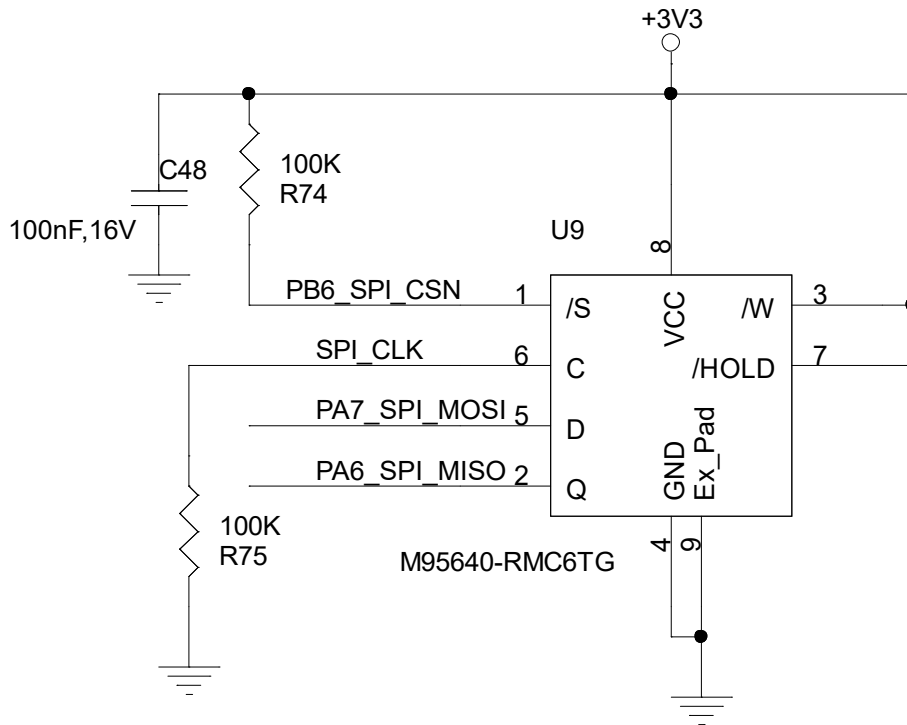 +3V3
C48
100nF,16V
100K
R74
U9
8
PB6_SPI_CSN
1
/S
VCC
/W
3
SPI_CLK
6
C
/HOLD
7
PA7_SPI_MOSI
5
D
PA6_SPI_MISO
2
Q
GND
Ex_Pad
100K
R75
4
9
M95640-RMC6TG